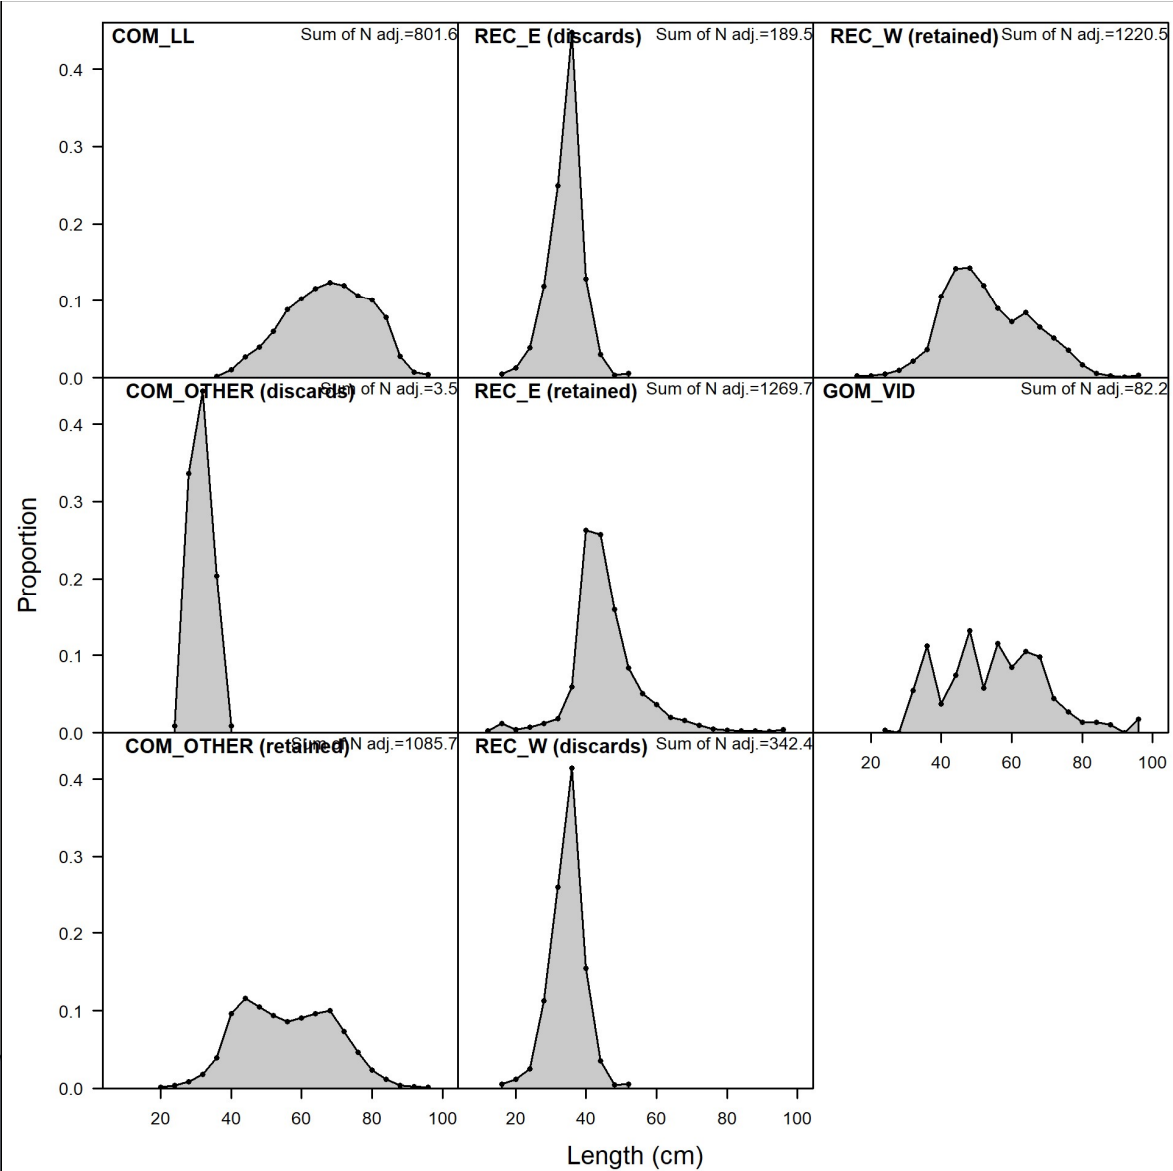 COM_LL Sum of N adj.=801.6
REC_E (discards) Sum of N adj.=189.5
REC_W (retained) Sum of N adj.=1220.5
0.4
0.3
0.2
0.1
0.0
COM_OTHER (discards) Sum of N adj.=3.5
REC_E (retained) Sum of N adj.=1269.7
GOM_VID Sum of N adj.=82.2
0.4
0.3
0.2
0.1
0.0
20 40 60 80 100
COM_OTHER (retained) Sum of N adj.=1085.7
REC_W (discards) Sum of N adj.=342.4
0.4
0.3
0.2
0.1
0.0
20 40 60 80 100
20 40 60 80 100
Proportion
Length (cm)